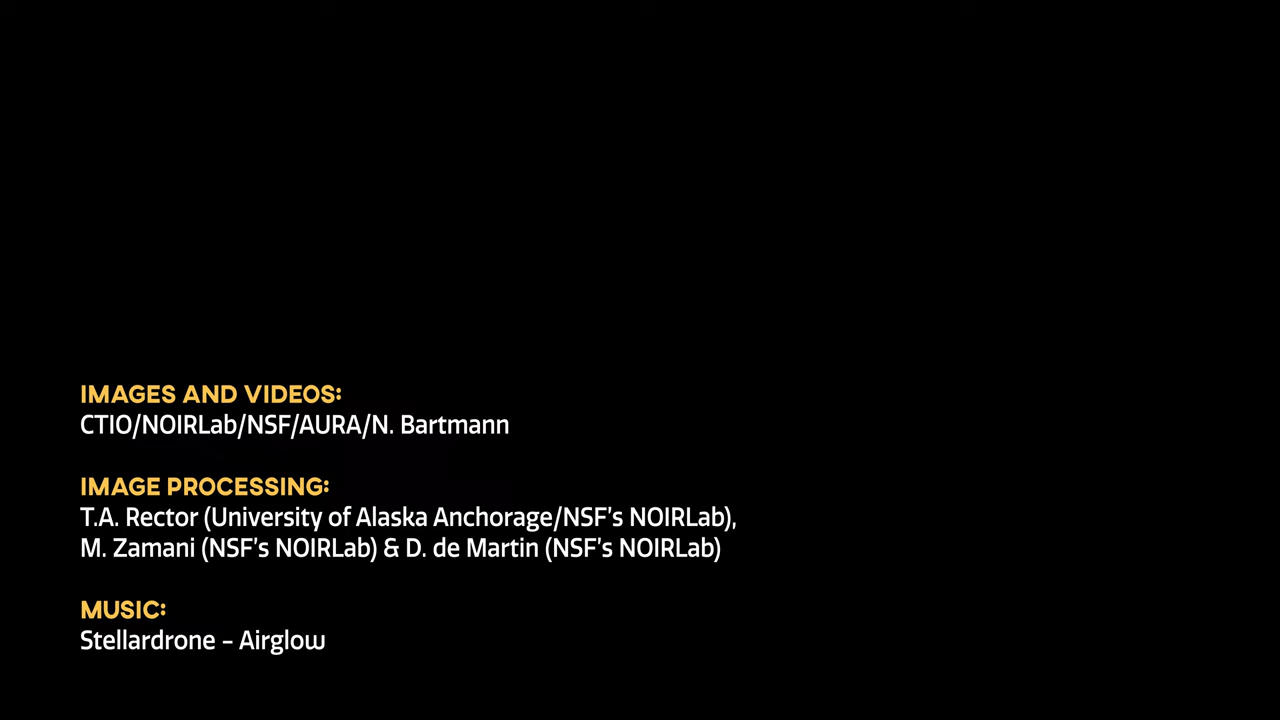 IMAGES AND VIDEOS:
CTIO/NOIRLab/NSF/AURA/N. Bartmann
IMAGE PROCESSING:
T.A. Rector (University of Alaska Anchorage/NSF's NOIRLab),
M. Zamani (NSF's NOIRLab) & D. de Martin (NSF's NOIRLab)
MUSIC:
Stellardrone – Airglow